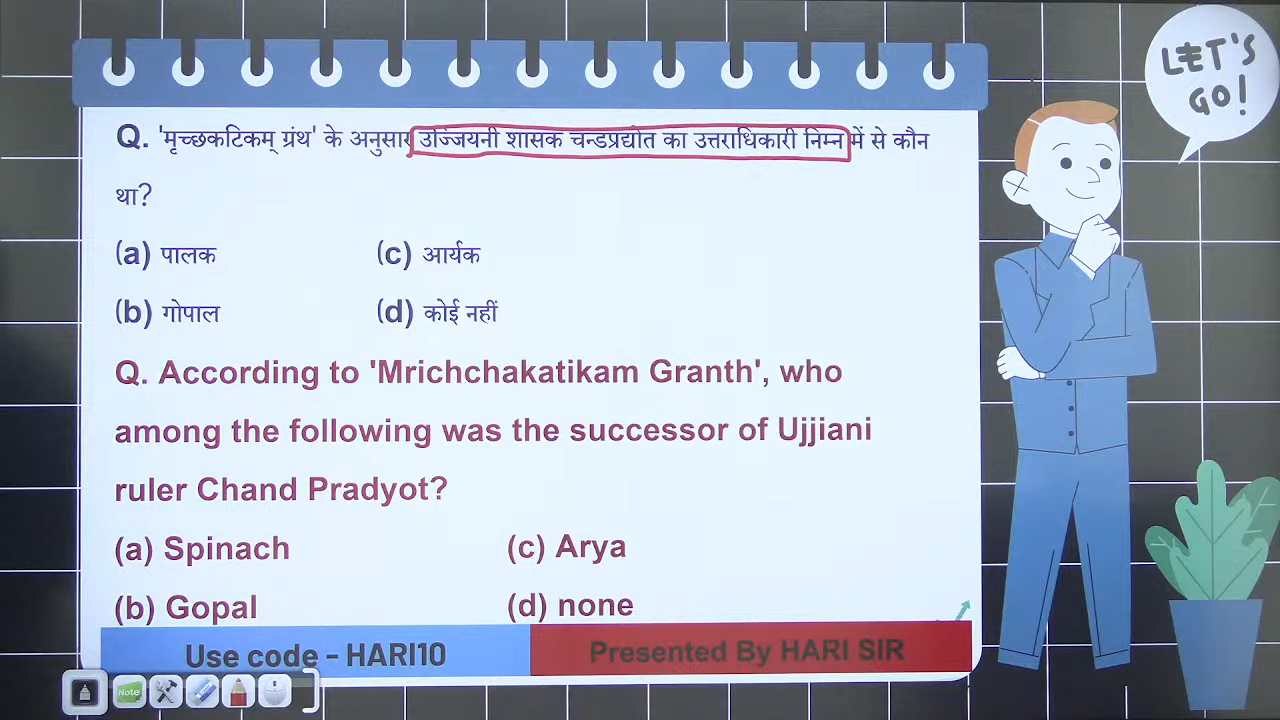 LET'S
GO!
Q. 'मृच्छकटिकम् ग्रंथ' के अनुसार उज्जियनी शासक चन्डप्रद्योत का उत्तराधिकारी निम्न में से कौन
था?
(a) पालक (c) आर्यक
(b) गोपाल (d) कोई नहीं
Q. According to 'Mrichchakatikam Granth', who
among the following was the successor of Ujjiani
ruler Chand Pradyot?
(a) Spinach (c) Arya
(b) Gopal (d) none
Use code - HARI10 Presented By HARI SIR
Note